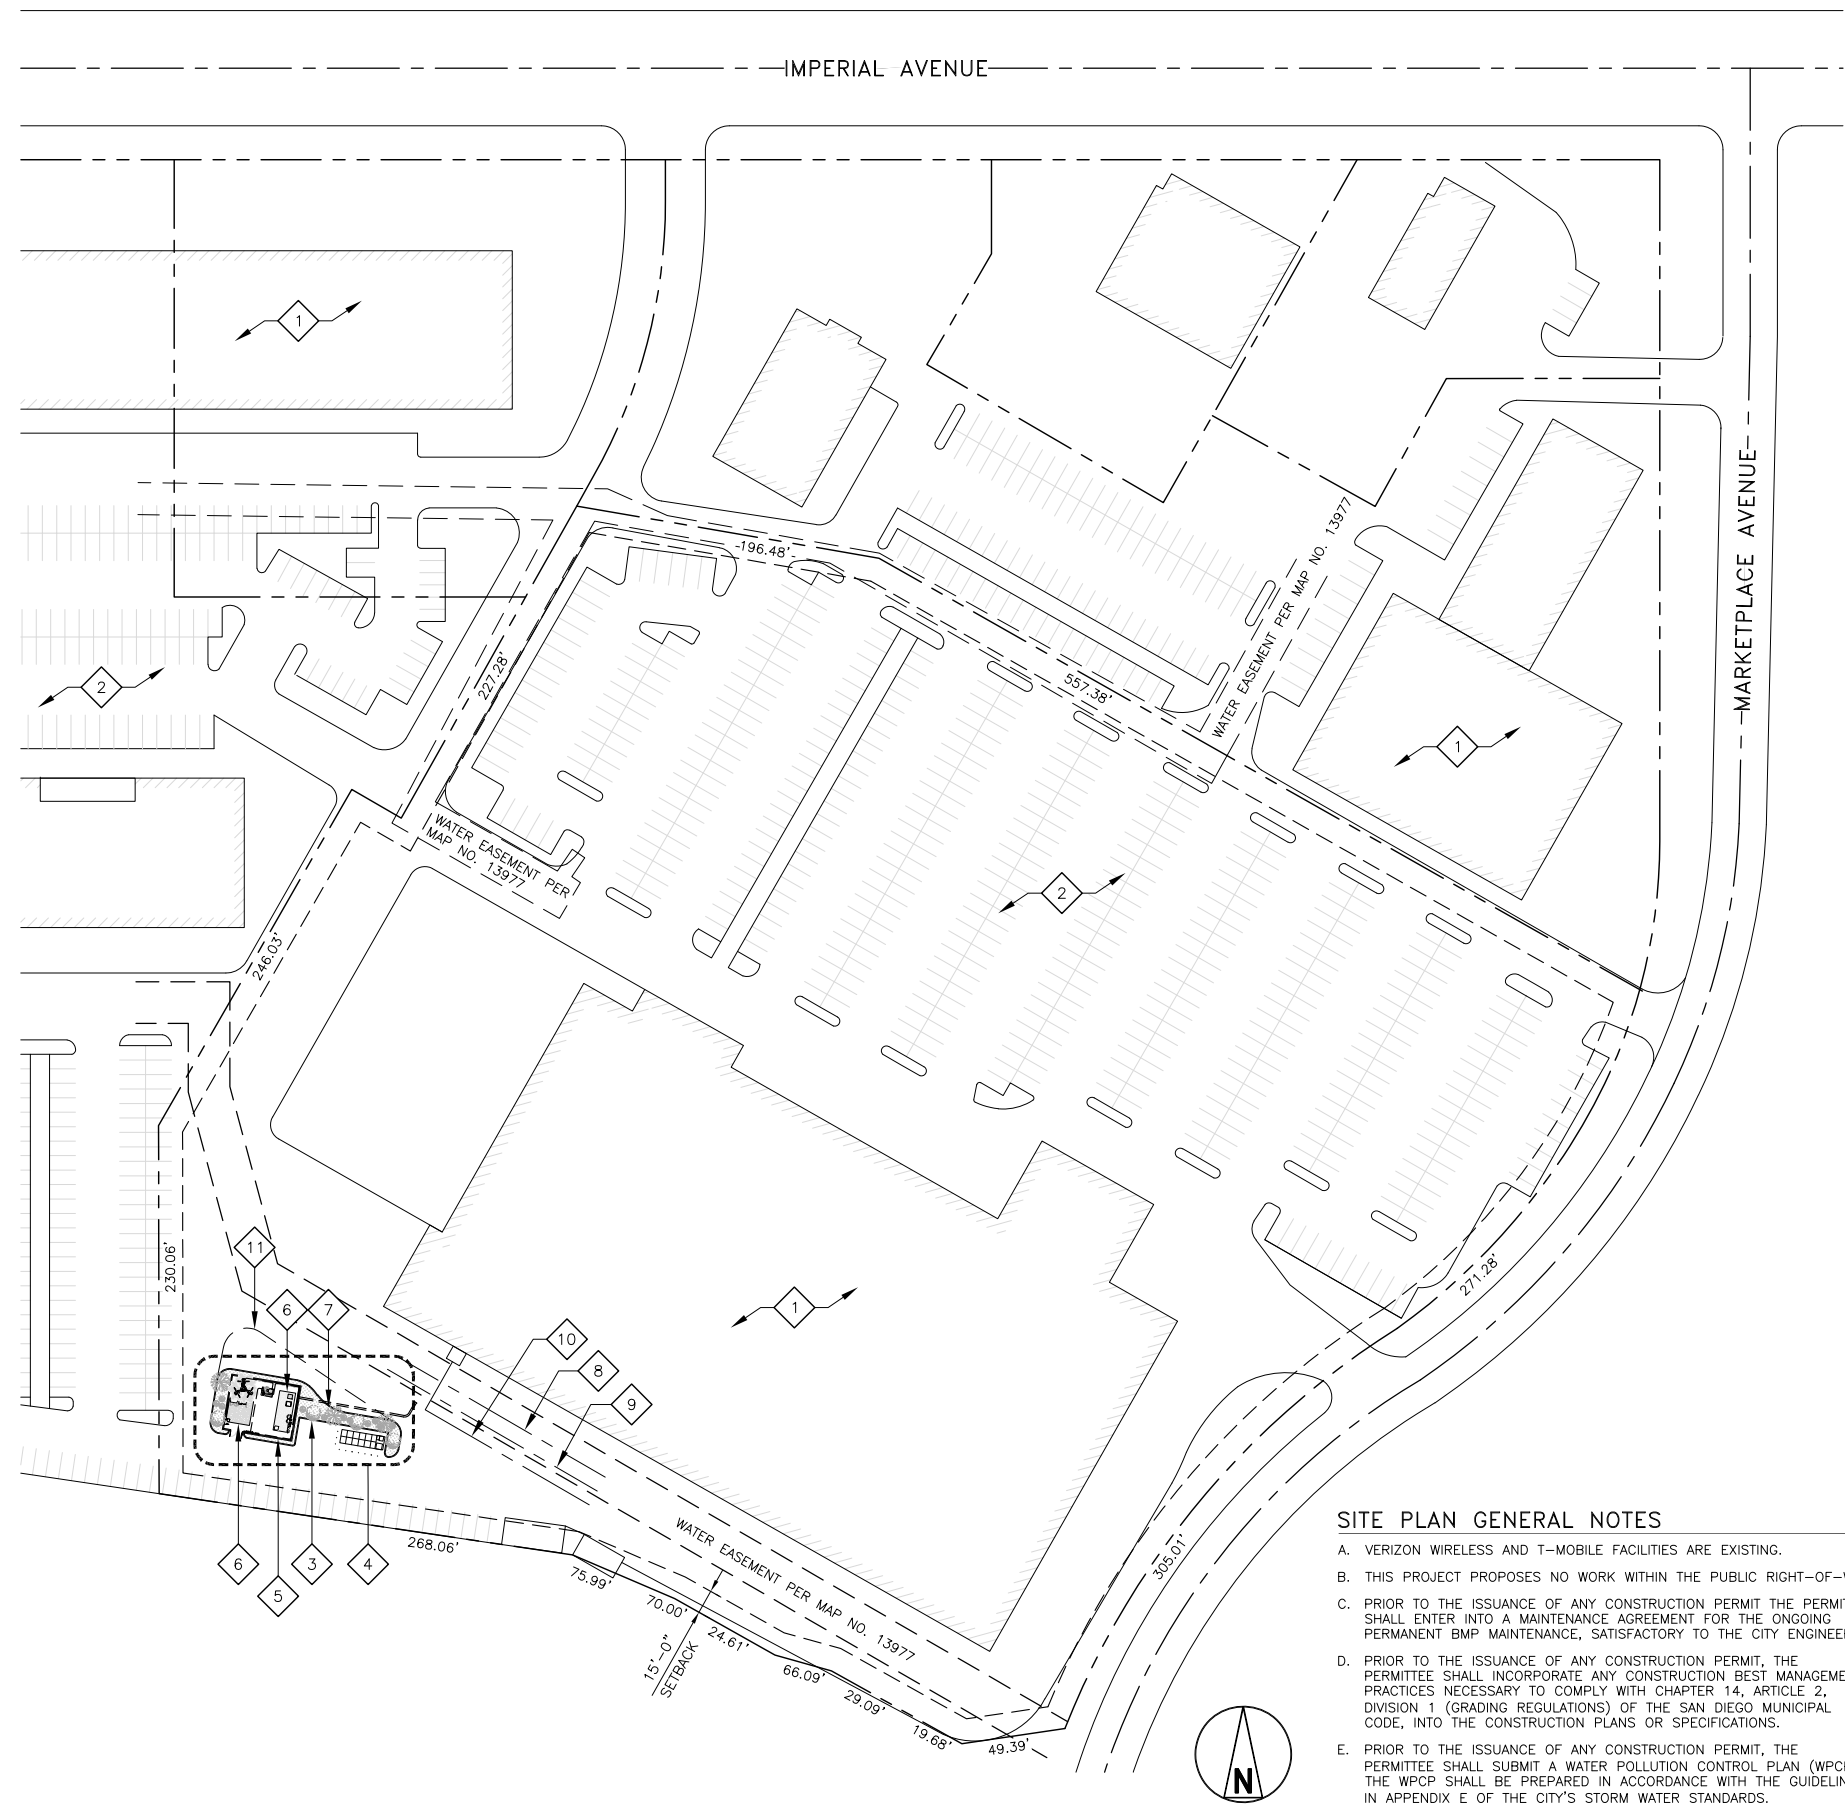 IMPERIAL AVENUE
1
196.48'
WATER EASEMENT PER MAP NO. 13977
MARKETPLACE AVENUE
227.28'
557.38'
2
1
WATER EASEMENT PER
MAP NO. 13977
2
246.03'
230.06'
11
6
7
271.28'
1
10
8
9
6
5
3
4
268.06'
75.99'
70.00'
24.61'
66.09'
29.09'
19.68'
49.39'
305.01'
WATER EASEMENT PER MAP NO. 13977
15'-0"
SETBACK
N
SITE PLAN GENERAL NOTES
A. VERIZON WIRELESS AND T-MOBILE FACILITIES ARE EXISTING.
B. THIS PROJECT PROPOSES NO WORK WITHIN THE PUBLIC RIGHT-OF-
C. PRIOR TO THE ISSUANCE OF ANY CONSTRUCTION PERMIT THE
SHALL ENTER INTO A MAINTENANCE AGREEMENT FOR THE ONGOING
PERMANENT BMP MAINTENANCE, SATISFACTORY TO THE CITY
D. PRIOR TO THE ISSUANCE OF ANY CONSTRUCTION PERMIT, THE
PERMITTEE SHALL INCORPORATE ANY CONSTRUCTION BEST
PRACTICES NECESSARY TO COMPLY WITH CHAPTER 14, ARTICLE 2,
DIVISION 1 (GRADING REGULATIONS) OF THE SAN DIEGO MUNICIPAL
CODE, INTO THE CONSTRUCTION PLANS OR SPECIFICATIONS.
E. PRIOR TO THE ISSUANCE OF ANY CONSTRUCTION PERMIT, THE
PERMITTEE SHALL SUBMIT A WATER POLLUTION CONTROL PLAN
THE WPCP SHALL BE PREPARED IN ACCORDANCE WITH THE
IN APPENDIX E OF THE CITY'S STORM WATER STANDARDS.